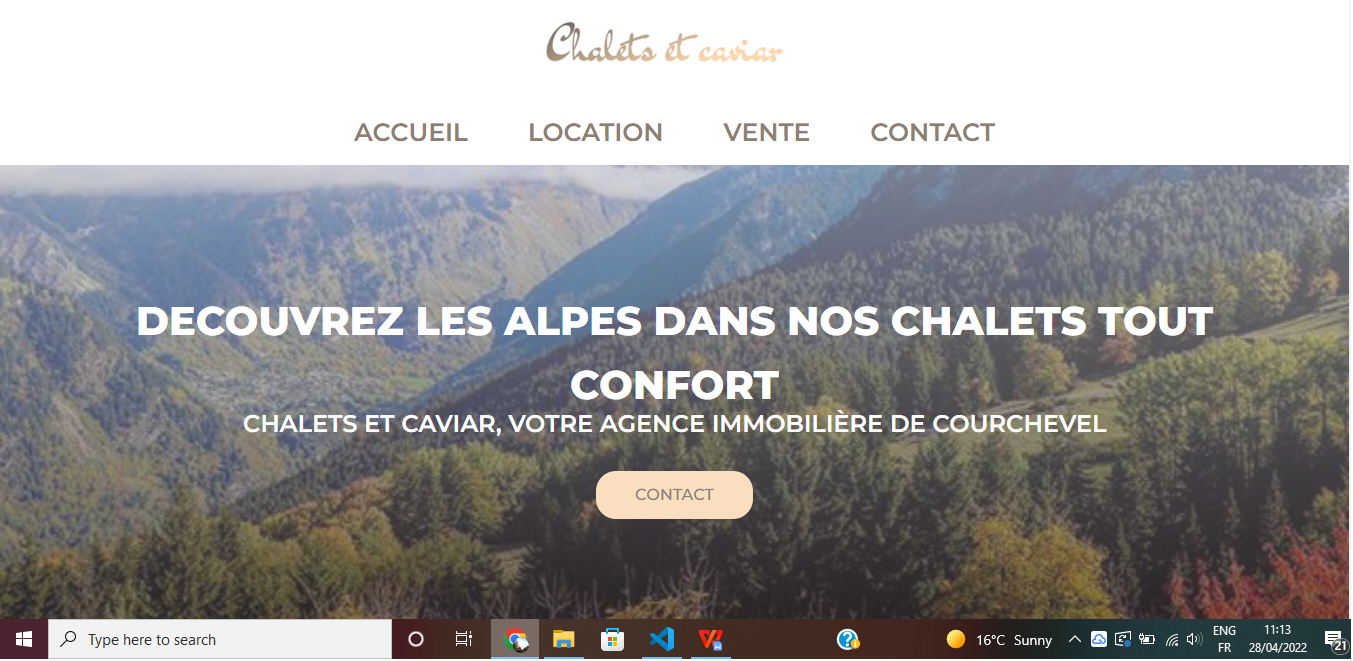 Chalets et caviar
ACCUEIL LOCATION VENTE CONTACT
DECOUVREZ LES ALPES DANS NOS CHALETS TOUT
CONFORT
CHALETS ET CAVIAR, VOTRE AGENCE IMMOBILIÈRE DE COURCHEVEL
CONTACT
Type here to search
16°C Sunny
ENG
FR
11:13
28/04/2022
21